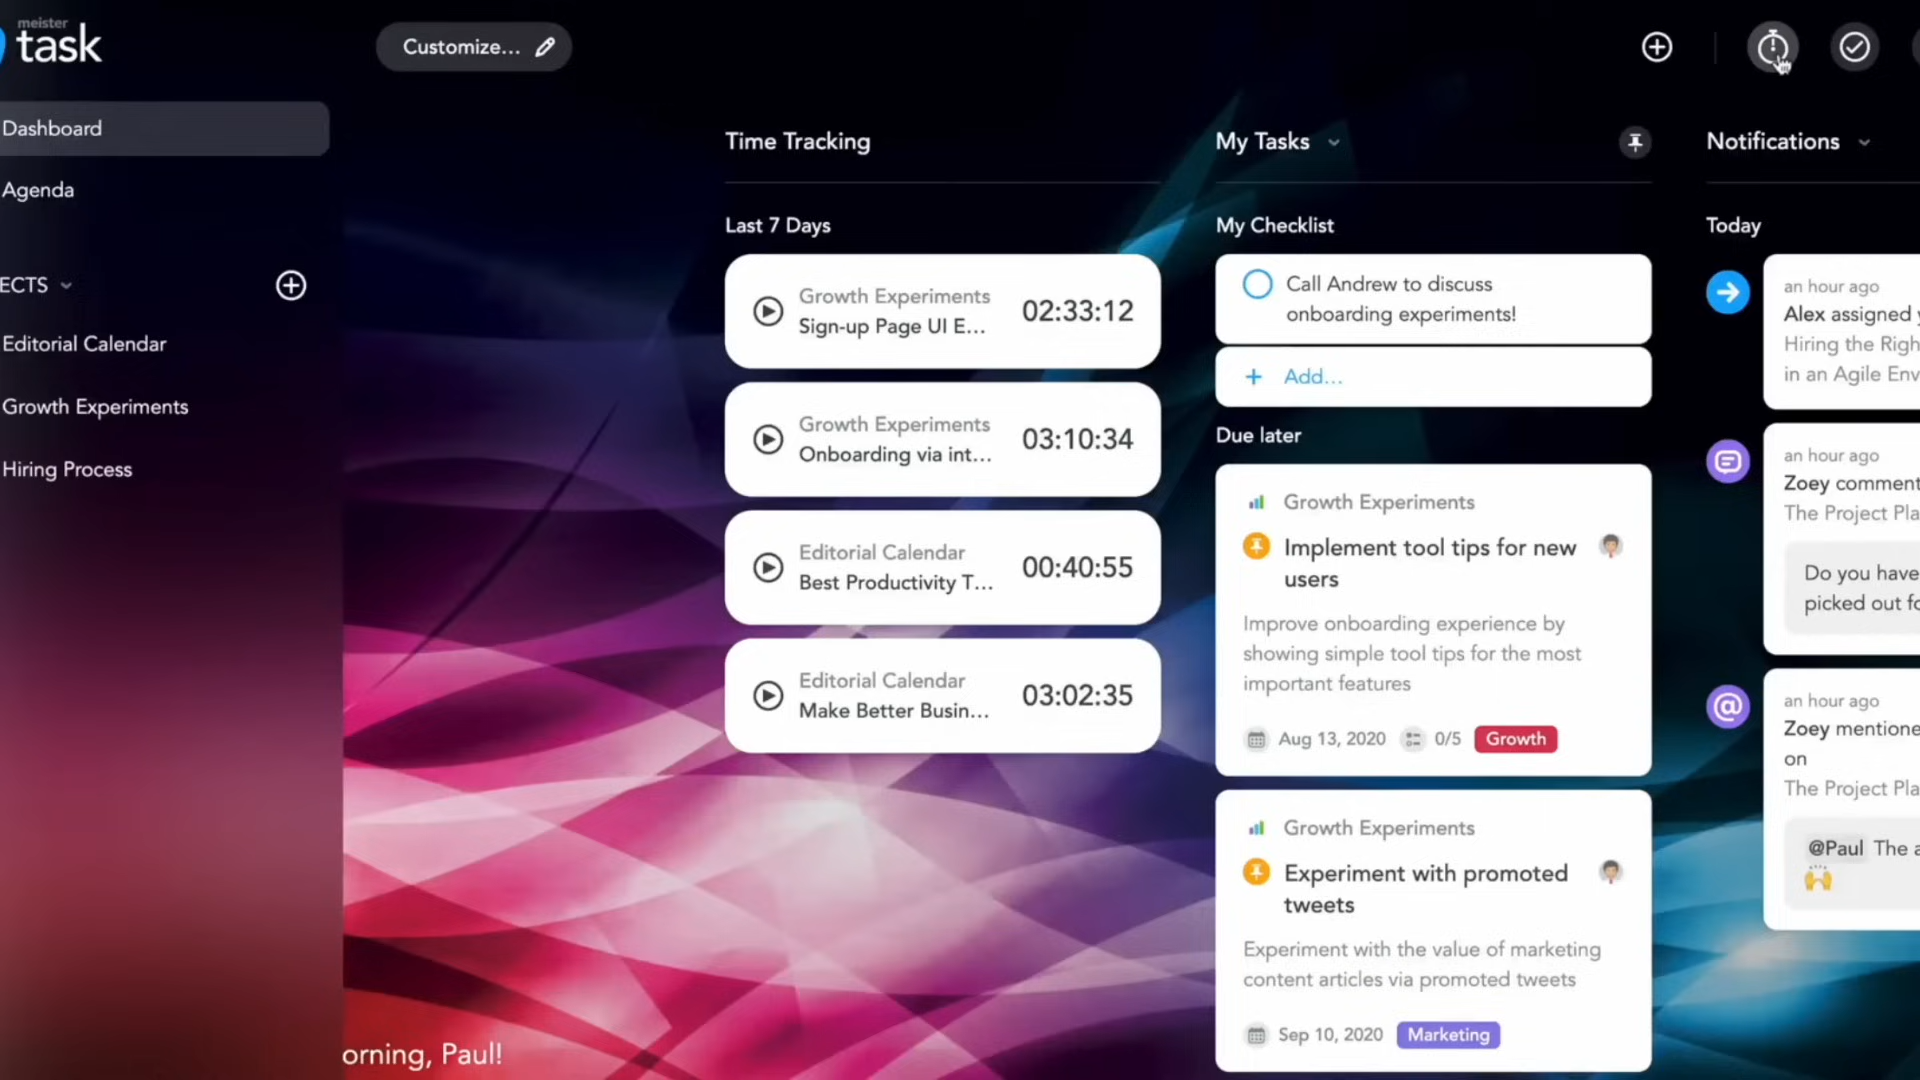 meister
task
Customize...
Dashboard
Agenda
ECTS
Editorial Calendar
Growth Experiments
Hiring Process
orning, Paul!
Time Tracking
Last 7 Days
Growth Experiments
Sign-up Page UI E...
02:33:12
Growth Experiments
Onboarding via int...
03:10:34
Editorial Calendar
Best Productivity T...
00:40:55
Editorial Calendar
Make Better Busin...
03:02:35
My Tasks
My Checklist
Call Andrew to discuss
onboarding experiments!
+ Add...
Due later
Growth Experiments
Implement tool tips for new
users
Improve onboarding experience by
showing simple tool tips for the most
important features
Aug 13, 2020 0/5 Growth
Growth Experiments
Experiment with promoted
tweets
Experiment with the value of marketing
content articles via promoted tweets
Sep 10, 2020 Marketing
Notifications
Today
an hour ago
Alex assigned y
Hiring the Righ
in an Agile Env
an hour ago
Zoey comment
The Project Pla
Do you have
picked out fo
an hour ago
Zoey mentione
on
The Project Pla
@Paul The a